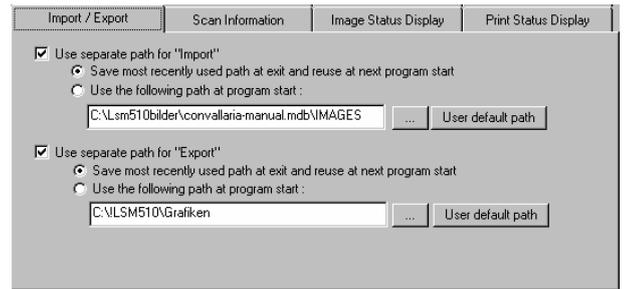 Import / Export Scan Information Image Status Display Print Status Display
Use separate path for "Import"
Save most recently used path at exit and reuse at next program start
Use the following path at program start :
C:\Lsm510bilder\convallaria-manual.mdb\IMAGES ... User default path
Use separate path for "Export"
Save most recently used path at exit and reuse at next program start
Use the following path at program start :
C:\!LSM510\Grafiken ... User default path